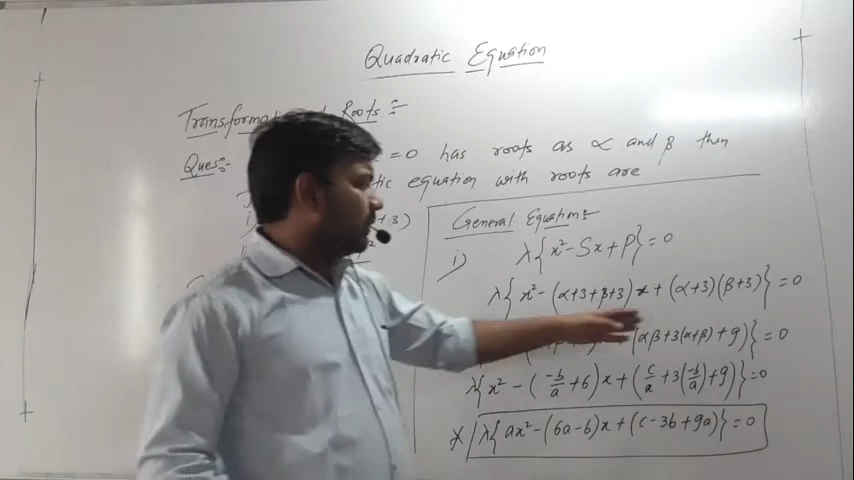 Quadratic Equation
Transformation of Roots :-
Ques:- = 0 has roots as α and β then
equation with roots are
i) +3)
General Equation:-
i) λ{x² - Sx + P} = 0
λ{x² - (α+3+β+3)x + (α+3)(β+3)} = 0
(αβ+3(α+β)+9)} = 0
λ{x² - (-b/a + 6)x + (c/a + 3(-b/a) + 9)} = 0
* λ{ax² - (6a-b)x + (c-3b+9a)} = 0